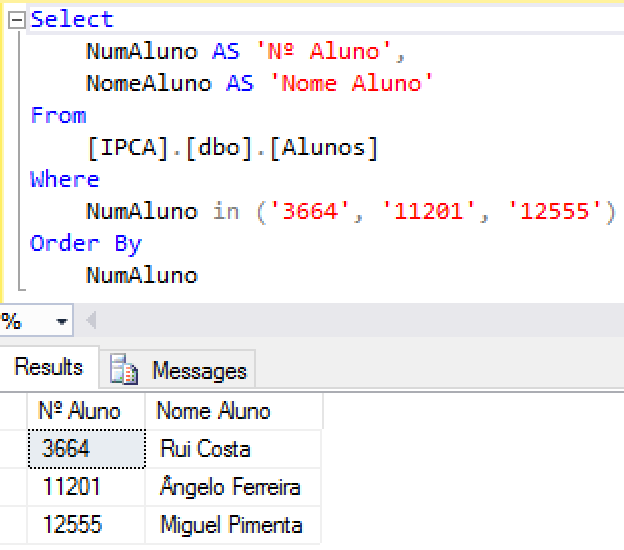 Select
NumAluno AS 'Nº Aluno',
NomeAluno AS 'Nome Aluno'
From
[IPCA].[dbo].[Alunos]
Where
NumAluno in ('3664', '11201', '12555')
Order By
NumAluno
%
Results Messages
Nº Aluno Nome Aluno
3664 Rui Costa
11201 Ângelo Ferreira
12555 Miguel Pimenta